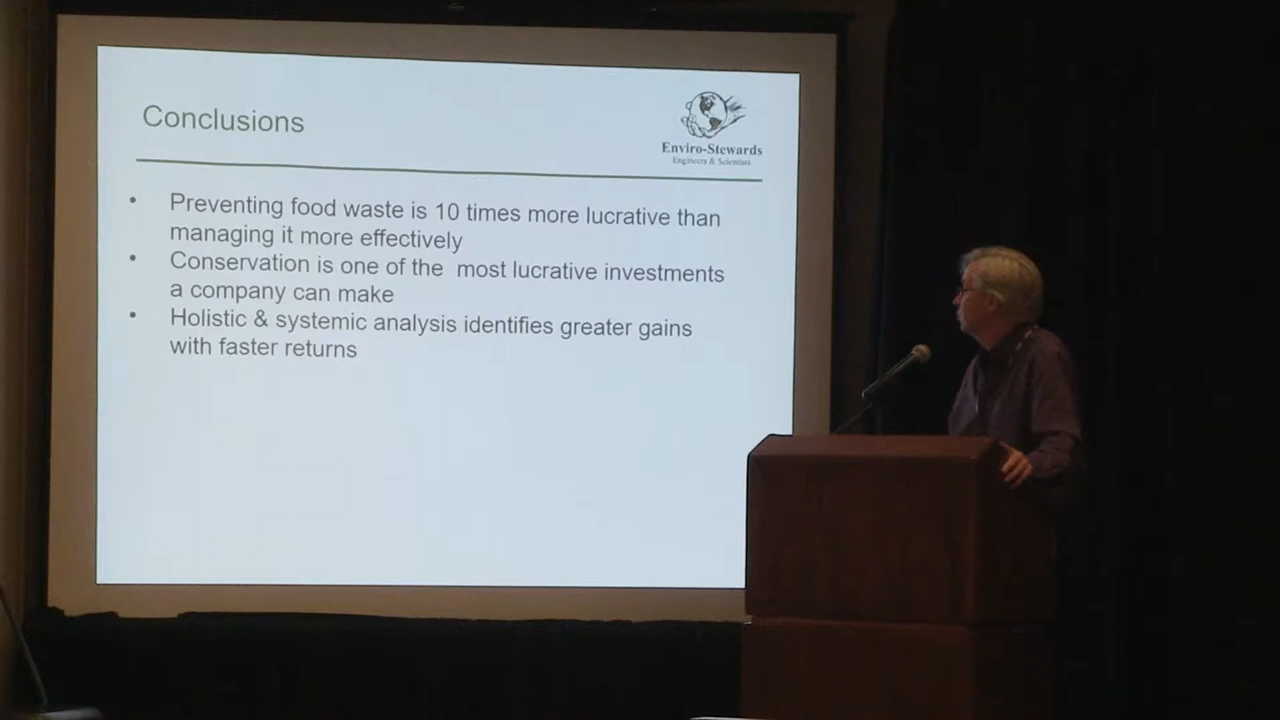 Conclusions
Enviro-Stewards
Engineers & Scientists
• Preventing food waste is 10 times more lucrative than
managing it more effectively
• Conservation is one of the  most lucrative investments
a company can make
• Holistic & systemic analysis identifies greater gains
with faster returns